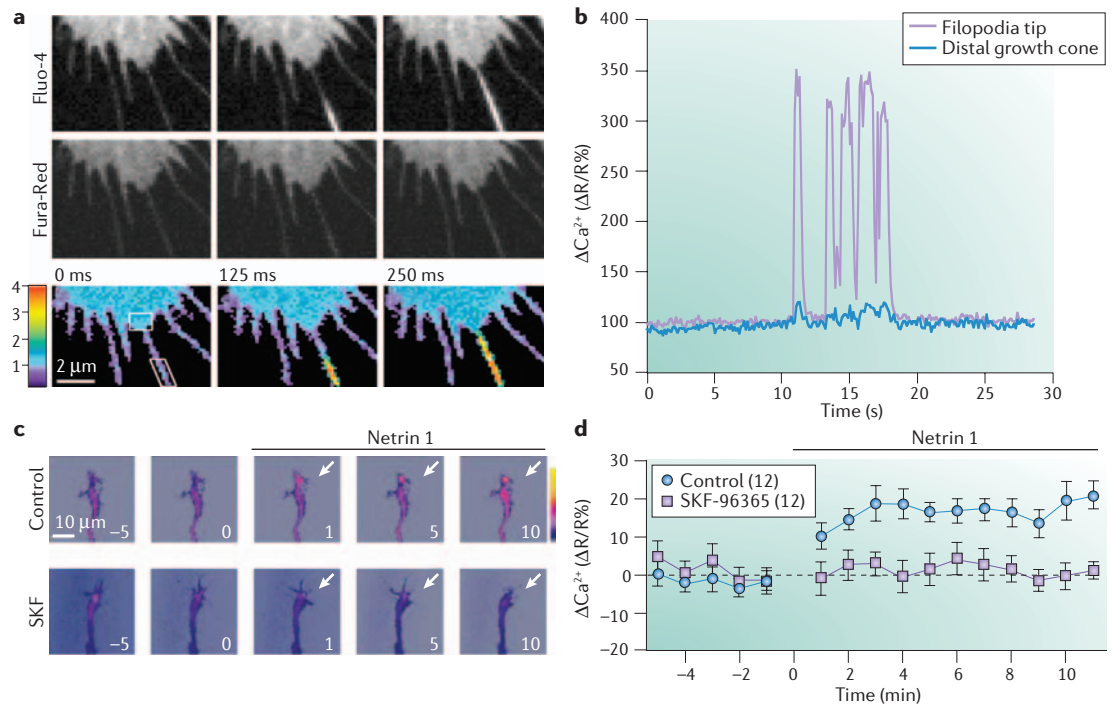 a
Fluo-4
Fura-Red
0 ms
125 ms
250 ms
4
3
2
1
2 μm
b
Filopodia tip
Distal growth cone
ΔCa²⁺ (ΔR/R%)
400
350
300
250
200
150
100
50
0
5
10
15
20
25
30
Time (s)
c
Netrin 1
Control
10 μm
–5
0
1
5
10
SKF
–5
0
1
5
10
d
Netrin 1
Control (12)
SKF-96365 (12)
ΔCa²⁺ (ΔR/R%)
30
20
10
0
–10
–20
–4
–2
0
2
4
6
8
10
Time (min)